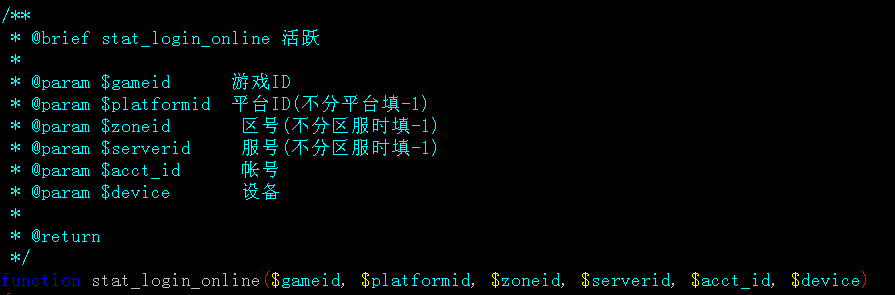 /**
 * @brief stat_login_online 活跃
 *
 * @param $gameid      游戏ID
 * @param $platformid  平台ID(不分平台填-1)
 * @param $zoneid       区号(不分区服时填-1)
 * @param $serverid     服号(不分区服时填-1)
 * @param $acct_id      帐号
 * @param $device       设备
 *
 * @return
 */
function stat_login_online($gameid, $platformid, $zoneid, $serverid, $acct_id, $device)